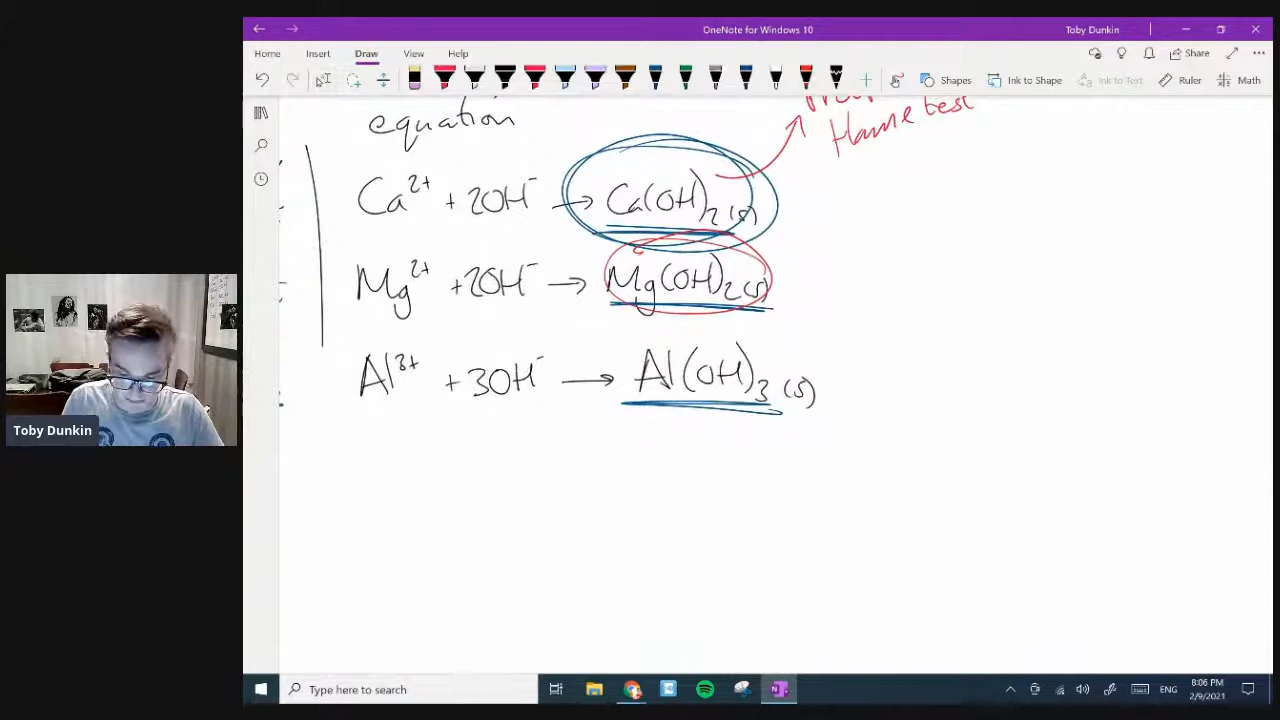 OneNote for Windows 10
Toby Dunkin
Home Insert Draw View Help
Share
Shapes Ink to Shape Ink to Text Ruler Math
equation
Flame test
Ca²⁺ + 2OH⁻ → Ca(OH)₂ (s)
Mg²⁺ + 2OH⁻ → Mg(OH)₂ (s)
Al³⁺ + 3OH⁻ → Al(OH)₃ (s)
Toby Dunkin
Type here to search
ENG
8:06 PM
2/9/2021